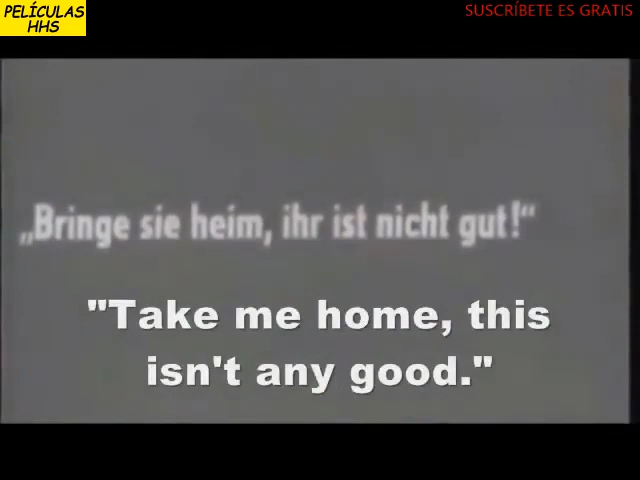 PELÍCULAS
HHS
SUSCRÍBETE ES GRATIS
„Bringe sie heim, ihr ist nicht gut!“
"Take me home, this
isn't any good."